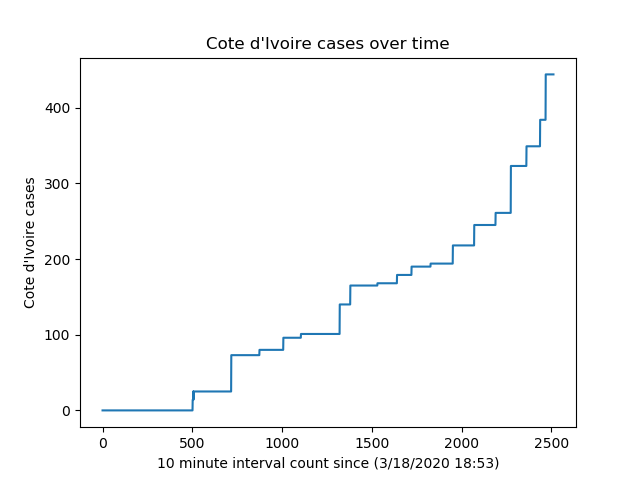 Cote d'Ivoire cases over time
Cote d'Ivoire cases
400
300
200
100
0
0 500 1000 1500 2000 2500
10 minute interval count since (3/18/2020 18:53)